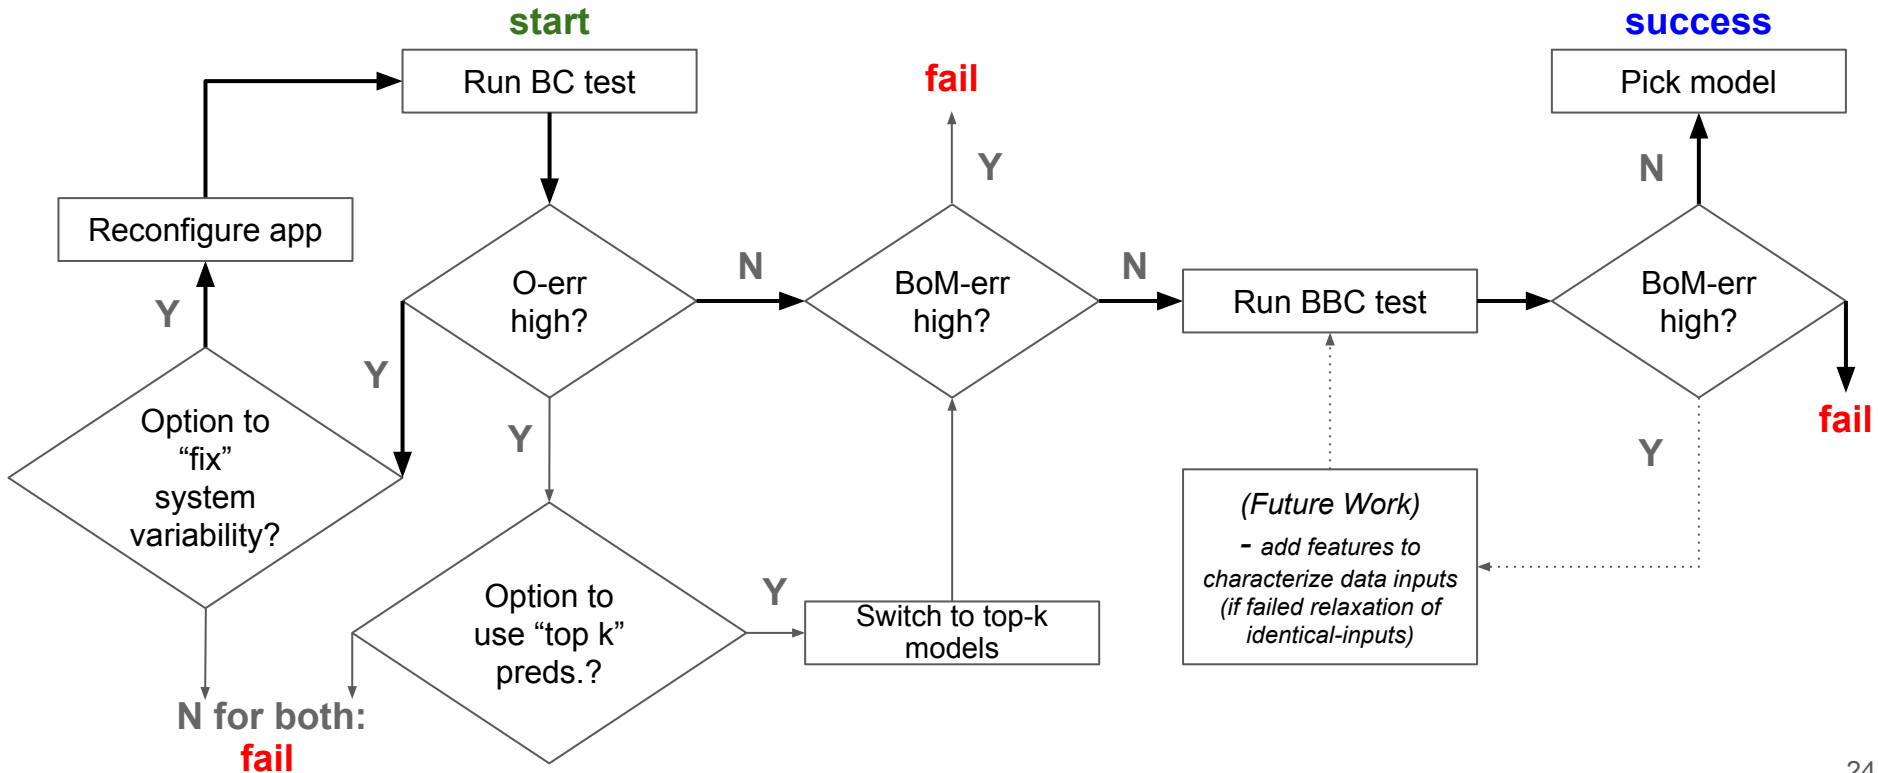 start
success
Run BC test
fail
Pick model
Y
N
Reconfigure app
O-err
high?
N
BoM-err
high?
N
Run BBC test
BoM-err
high?
Y
Y
Option to
“fix”
system
variability?
Y
fail
Y
(Future Work)
- add features to
characterize data inputs
(if failed relaxation of
identical-inputs)
Option to
use “top k”
preds.?
Y
Switch to top-k
models
N for both:
fail
24